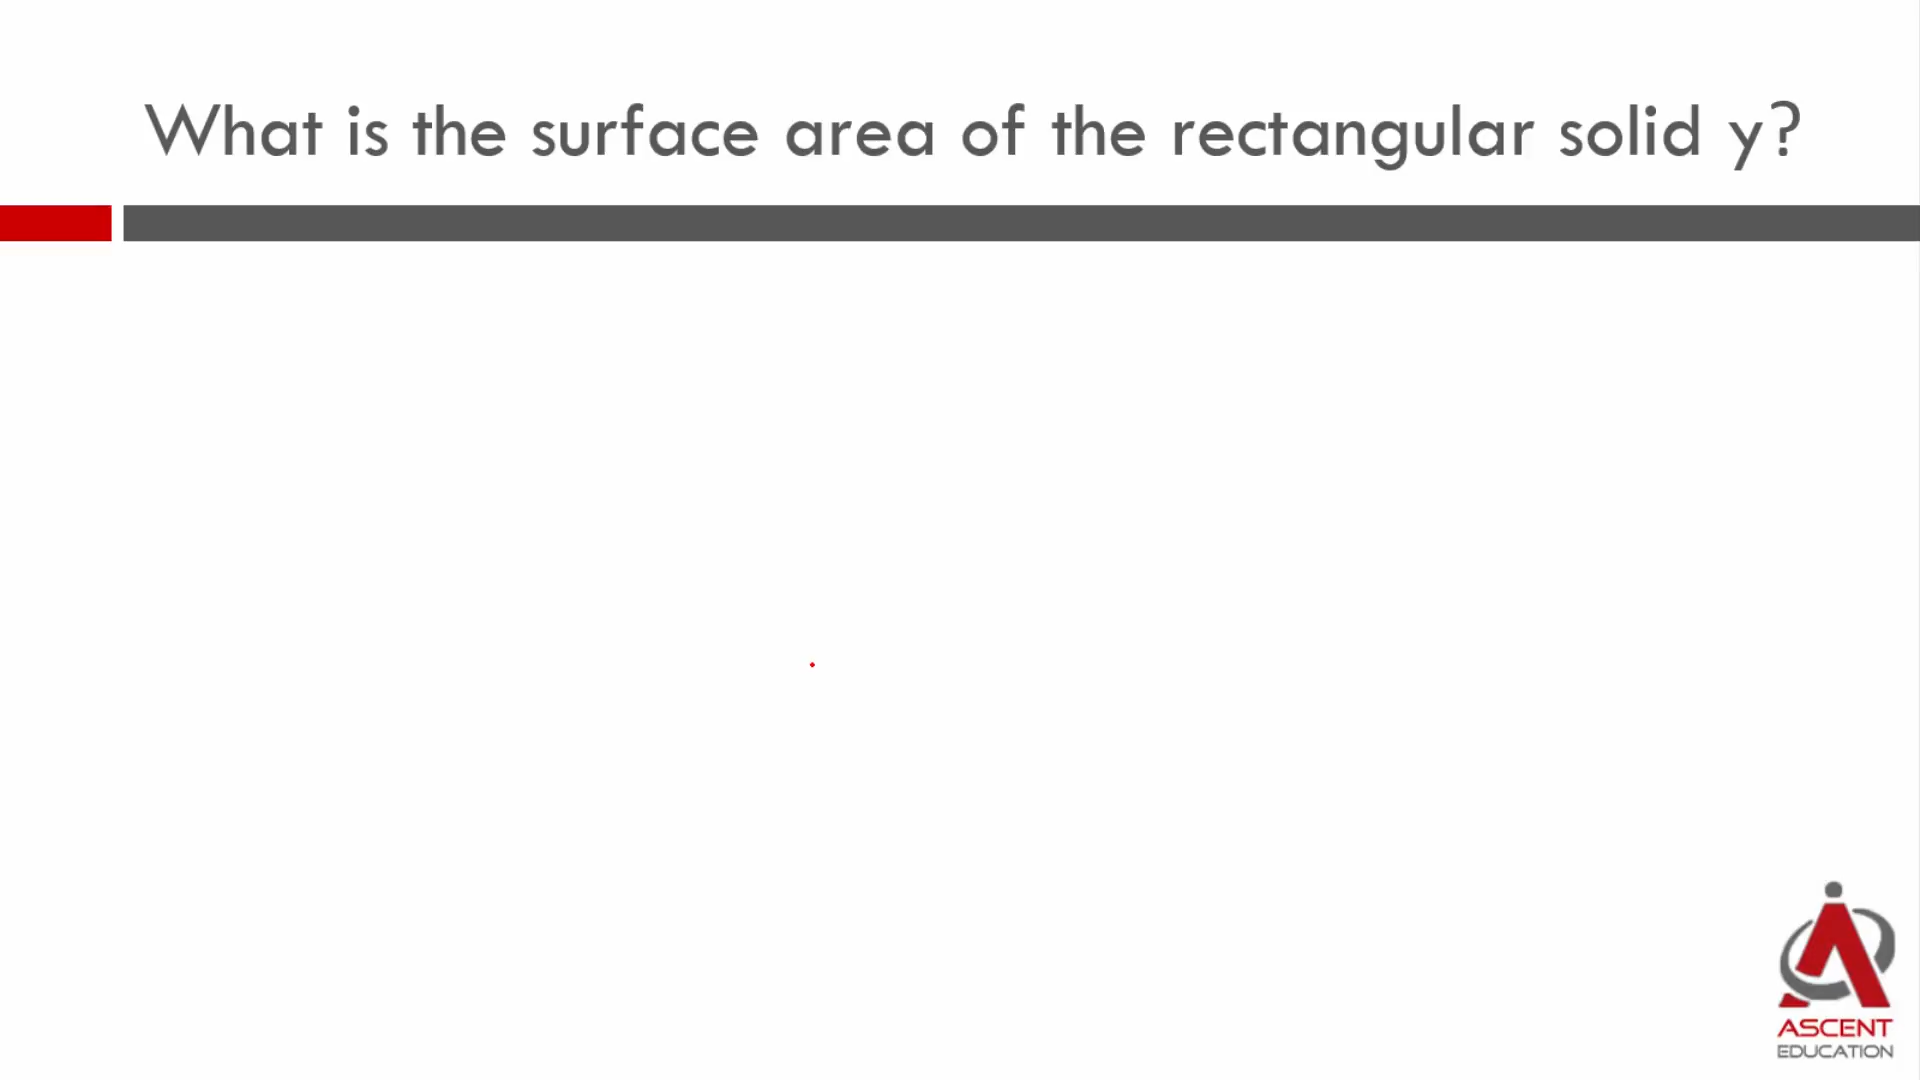 What is the surface area of the rectangular solid y?
ASCENT
EDUCATION